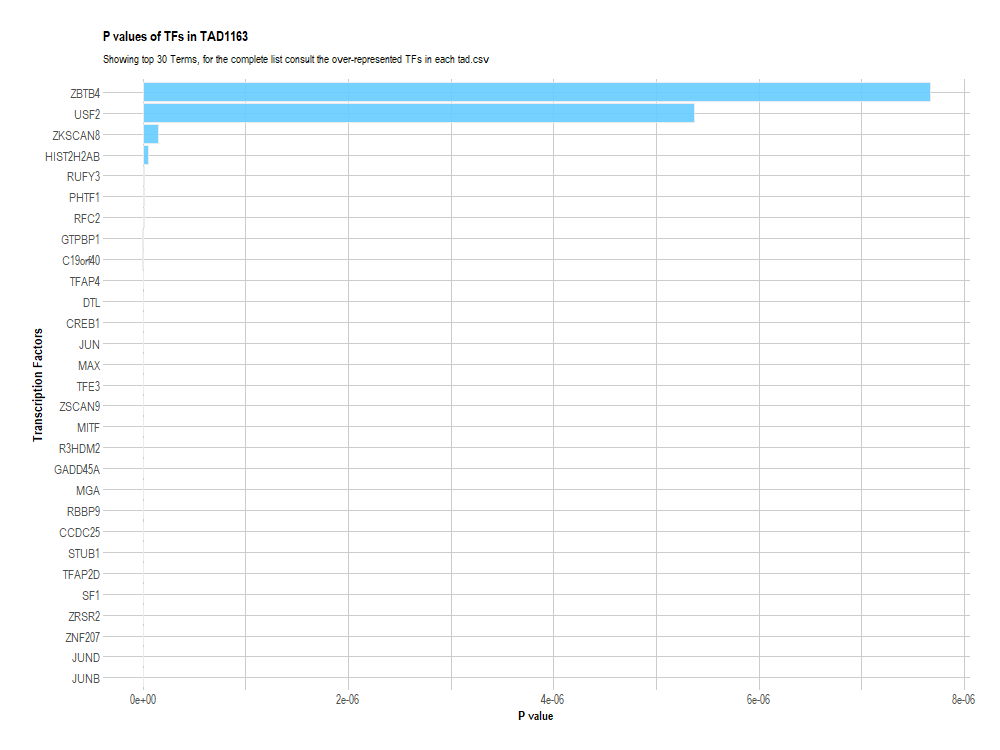 P values of TFs in TAD1163
Showing top 30 Terms, for the complete list consult the over-represented TFs in each tad.csv
Transcription Factors
ZBTB4
USF2
ZKSCAN8
HIST2H2AB
RUFY3
PHTF1
RFC2
GTPBP1
C19orf40
TFAP4
DTL
CREB1
JUN
MAX
TFE3
ZSCAN9
MITF
R3HDM2
GADD45A
MGA
RBBP9
CCDC25
STUB1
TFAP2D
SF1
ZRSR2
ZNF207
JUND
JUNB
0e+00 2e-06 4e-06 6e-06 8e-06
P value